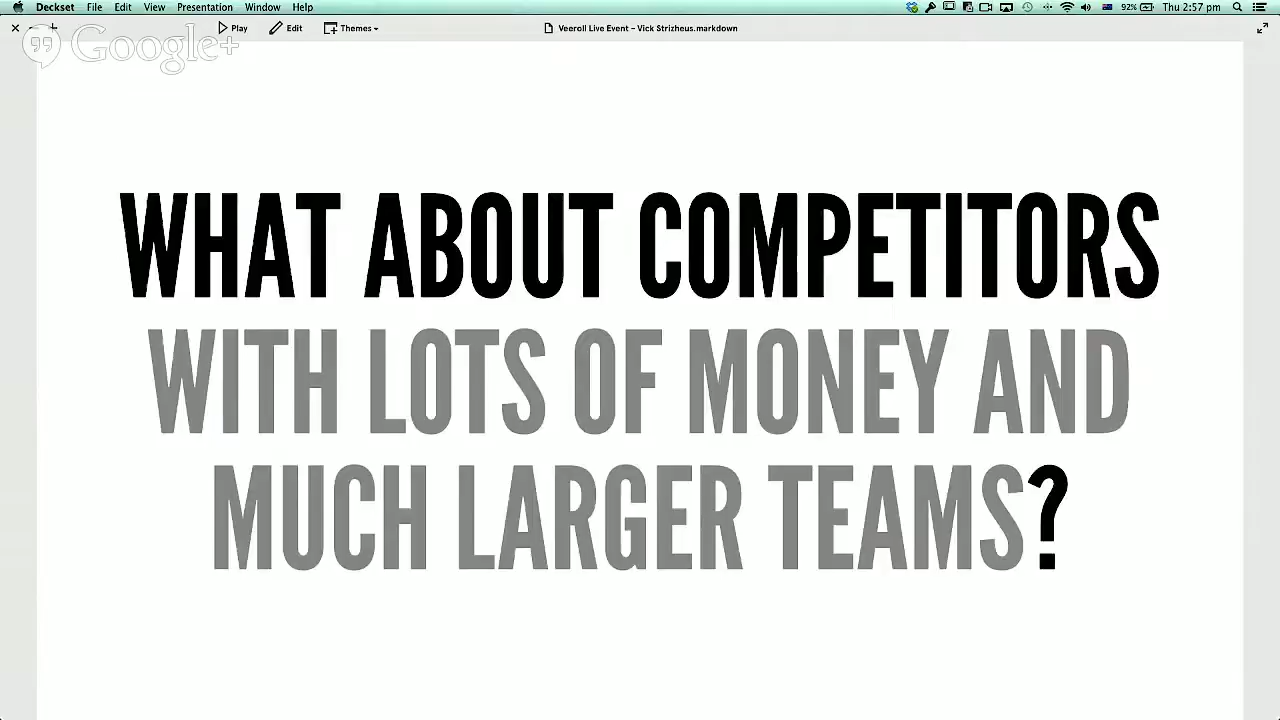 Deckset File Edit View Presentation Window Help 92% Thu 2:57 pm
Play Edit Themes Veeroll Live Event – Vick Strizheus.markdown
Google+
WHAT ABOUT COMPETITORS
WITH LOTS OF MONEY AND
MUCH LARGER TEAMS?